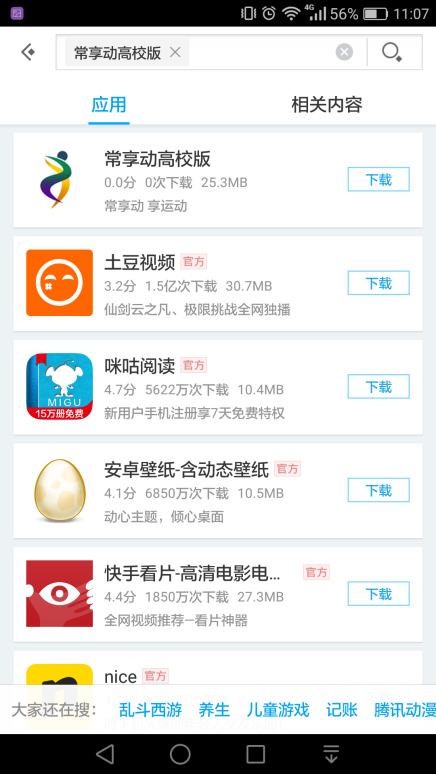 4G 56% 11:07
常享动高校版
应用 相关内容
常享动高校版
0.0分 0次下载 25.3MB
常享动 享运动
下载
土豆视频 官方
3.2分 1.5亿次下载 30.7MB
仙剑云之凡、极限挑战全网独播
下载
MIGU
15万册免费
咪咕阅读 官方
4.7分 5622万次下载 10.4MB
新用户手机注册享7天免费特权
下载
安卓壁纸-含动态壁纸 官方
4.1分 6850万次下载 10.5MB
动心主题，倾心桌面
下载
快手看片-高清电影电... 官方
4.4分 1850万次下载 27.3MB
全网视频推荐—看片神器
下载
nice 官方
大家还在搜： 乱斗西游 养生 儿童游戏 记账 腾讯动漫